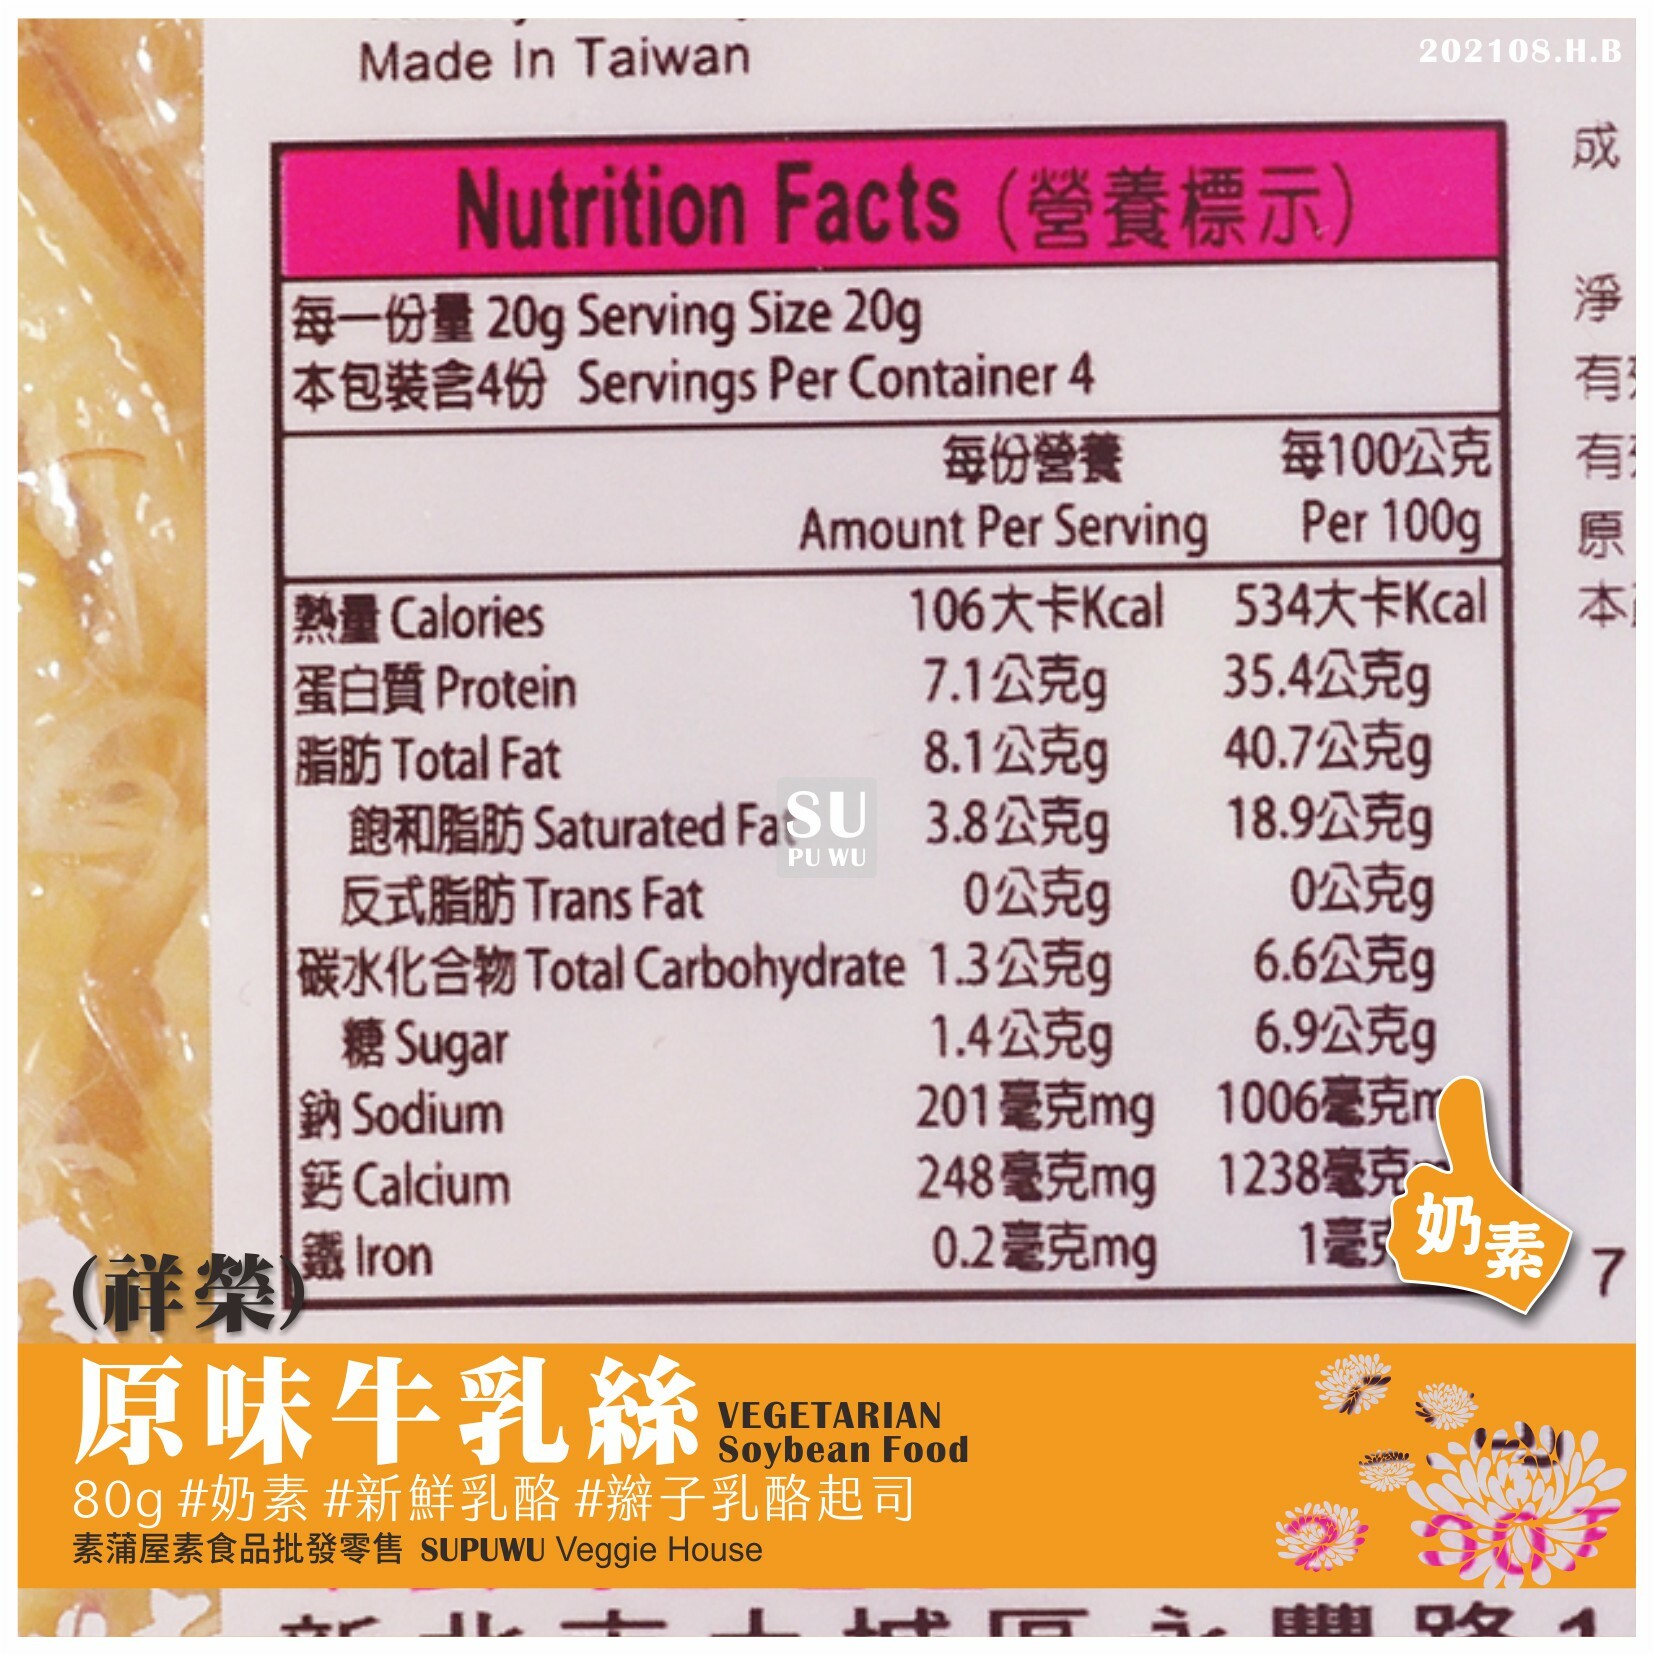 Made In Taiwan
202108.H.B
成
Nutrition Facts（營養標示）
淨
每一份量 20g Serving Size 20g
有
本包裝含4份 Servings Per Container 4
有
每份營養 每100公克
原
Amount Per Serving Per 100g
本
熱量 Calories 106大卡Kcal 534大卡Kcal
蛋白質 Protein 7.1公克g 35.4公克g
脂肪 Total Fat 8.1公克g 40.7公克g
飽和脂肪 Saturated Fat 3.8公克g 18.9公克g
SU
PU WU
反式脂肪 Trans Fat 0公克g 0公克g
碳水化合物 Total Carbohydrate 1.3公克g 6.6公克g
糖 Sugar 1.4公克g 6.9公克g
鈉 Sodium 201毫克mg 1006毫克m
鈣 Calcium 248毫克mg 1238毫克
鐵 Iron 0.2毫克mg 1毫克
奶素
7
(祥榮)
原味牛乳絲 VEGETARIAN
Soybean Food
80g #奶素 #新鮮乳酪 #辮子乳酪起司
素蒲屋素食品批發零售 SUPUWU Veggie House